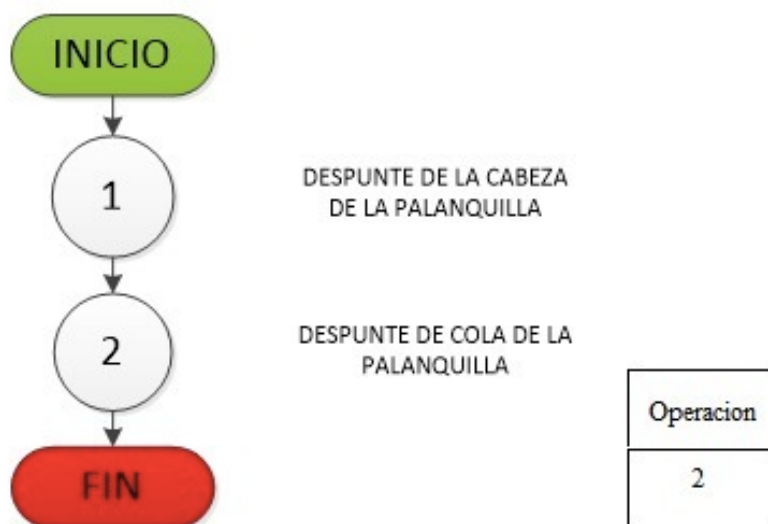 INICIO
1
DESPUNTE DE LA CABEZA
DE LA PALANQUILLA
2
DESPUNTE DE COLA DE LA
PALANQUILLA
FIN
Operacion
2